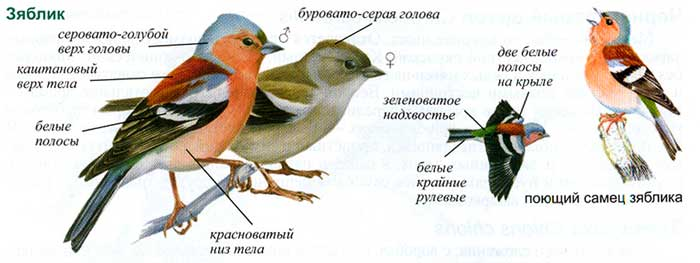 Зяблик
серовато-голубой
верх головы
каштановый
верх тела
белые
полосы
красноватый
низ тела
♂
буровато-серая голова
♀
две белые
полосы
на крыле
зеленоватое
надхвостье
белые
крайние
рулевые
поющий самец зяблика